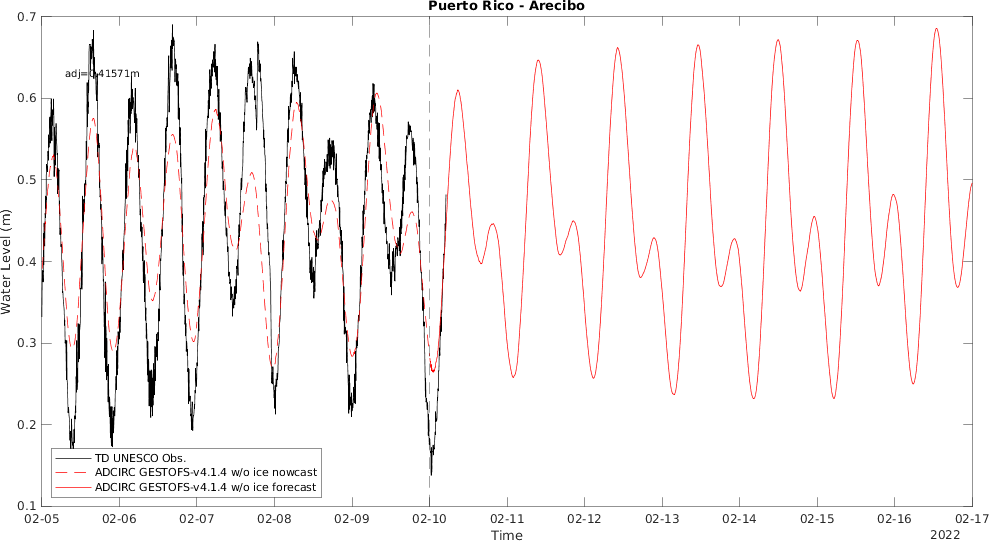 Puerto Rico - Arecibo
0.7
adj=0.41571m
0.6
0.5
Water Level (m)
0.4
0.3
0.2
TD UNESCO Obs.
ADCIRC GESTOFS-v4.1.4 w/o ice nowcast
ADCIRC GESTOFS-v4.1.4 w/o ice forecast
0.1
02-05 02-06 02-07 02-08 02-09 02-10 02-11 02-12 02-13 02-14 02-15 02-16 02-17
Time
2022